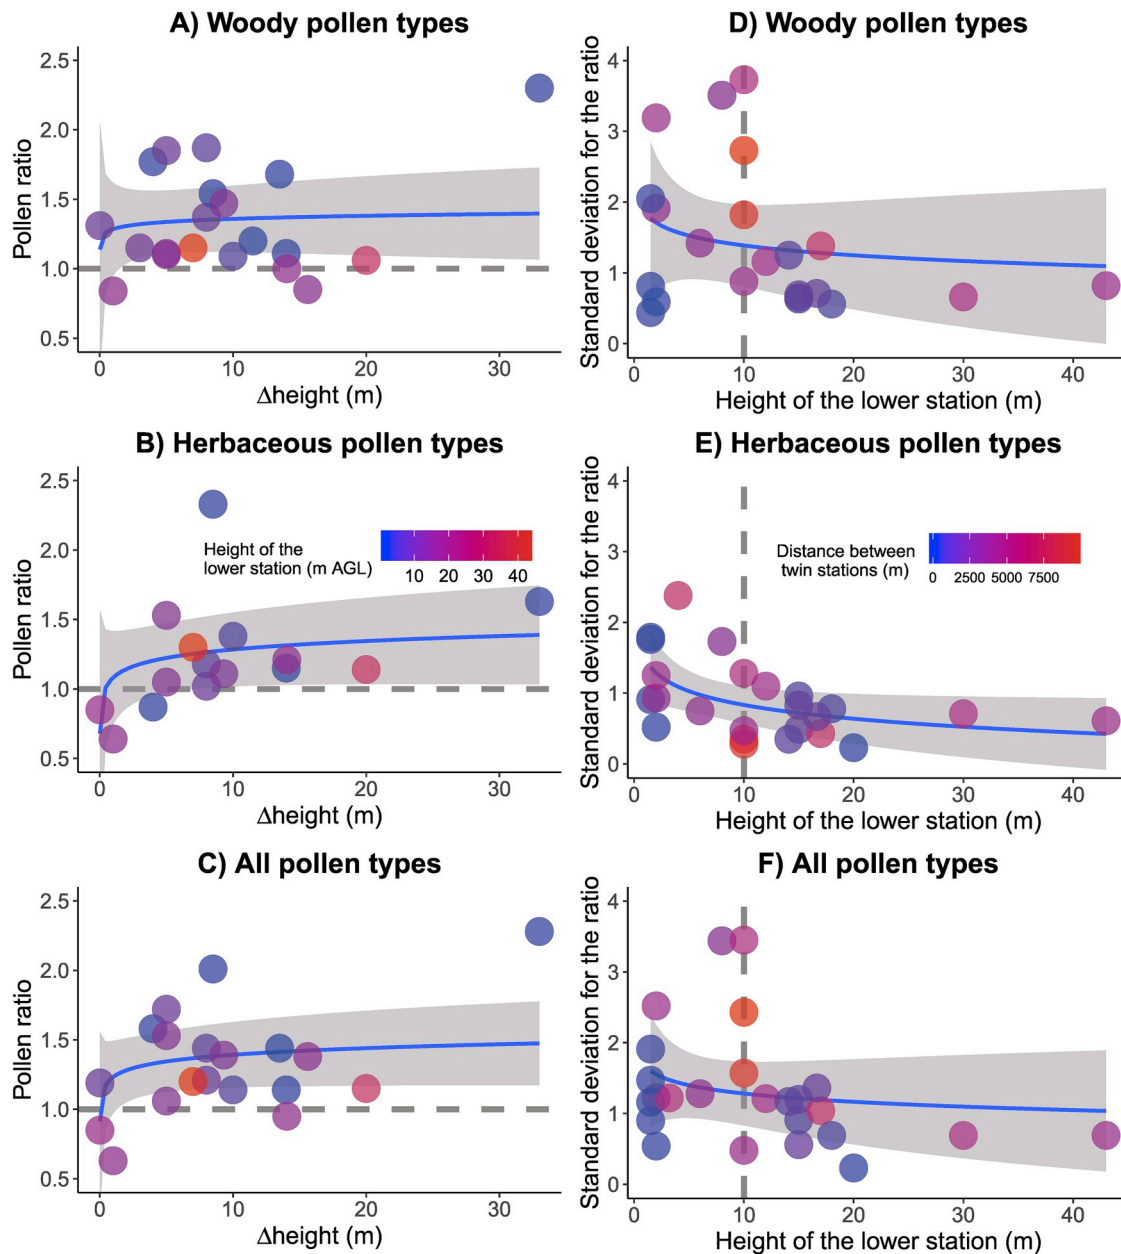 A) Woody pollen types
Pollen ratio
2.5
2.0
1.5
1.0
0.5
0 10 20 30
Δheight (m)
D) Woody pollen types
Standard deviation for the ratio
4
3
2
1
0
0 10 20 30 40
Height of the lower station (m)
B) Herbaceous pollen types
Pollen ratio
2.5
2.0
1.5
1.0
0.5
Height of the
lower station (m AGL)
10 20 30 40
0 10 20 30
Δheight (m)
E) Herbaceous pollen types
Standard deviation for the ratio
4
3
2
1
0
Distance between
twin stations (m)
0 2500 5000 7500
0 10 20 30 40
Height of the lower station (m)
C) All pollen types
Pollen ratio
2.5
2.0
1.5
1.0
0.5
0 10 20 30
Δheight (m)
F) All pollen types
Standard deviation for the ratio
4
3
2
1
0
0 10 20 30 40
Height of the lower station (m)